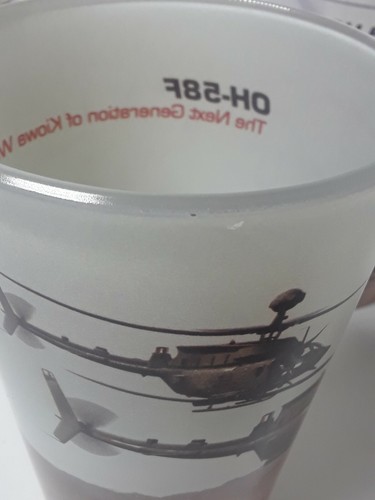 OH-58F
The Next Generation of Kiowa W